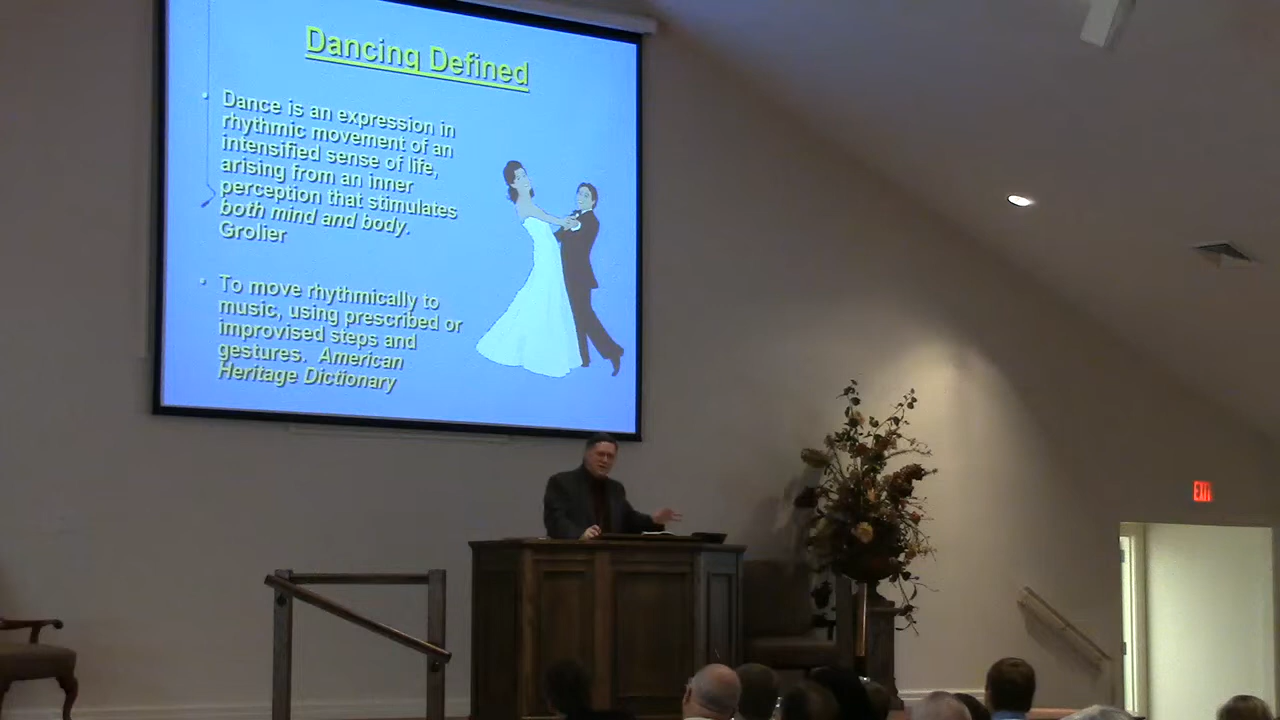 Dancing Defined
Dance is an expression in
rhythmic movement of an
intensified sense of life,
arising from an inner
perception that stimulates
both mind and body.
Grolier
To move rhythmically to
music, using prescribed or
improvised steps and
gestures. American
Heritage Dictionary
EXIT